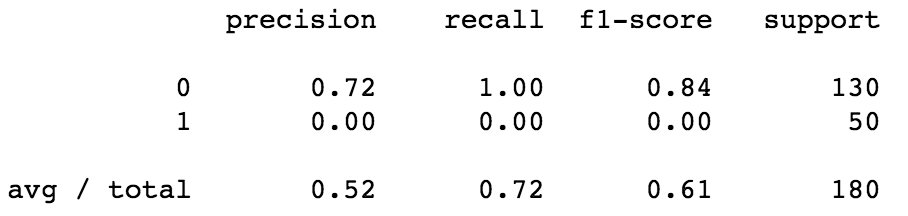 precision recall f1-score support
0 0.72 1.00 0.84 130
1 0.00 0.00 0.00 50
avg / total 0.52 0.72 0.61 180